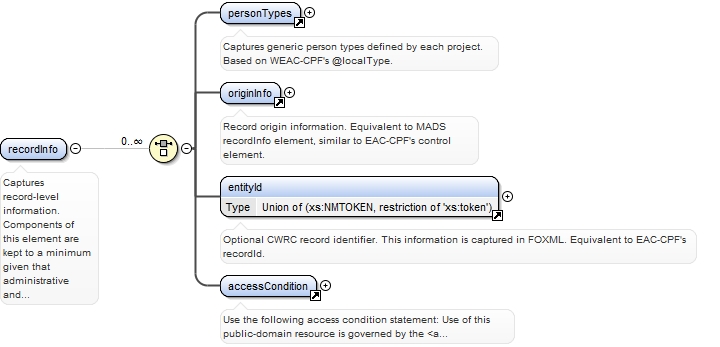 personTypes
Captures generic person types defined by each project.
Based on WEAC-CPF's @localType.
originInfo
Record origin information. Equivalent to MADS
recordInfo element, similar to EAC-CPF's control
element.
recordInfo
0..∞
Captures
record-level
information.
Components of
this element are
kept to a minimum
given that
administrative
and...
entityId
Type Union of (xs:NMTOKEN, restriction of 'xs:token')
Optional CWRC record identifier. This information is captured in FOXML. Equivalent to EAC-CPF's
recordId.
accessCondition
Use the following access condition statement: Use of this
public-domain resource is governed by the <a...